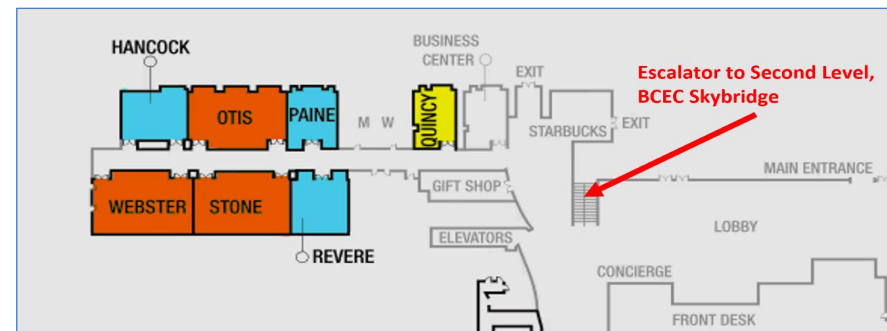 HANCOCK
BUSINESS
CENTER
EXIT
Escalator to Second Level,
BCEC Skybridge
OTIS
PAINE
M W
QUINCY
STARBUCKS
EXIT
MAIN ENTRANCE
GIFT SHOP
WEBSTER
STONE
LOBBY
ELEVATORS
REVERE
CONCIERGE
FRONT DESK